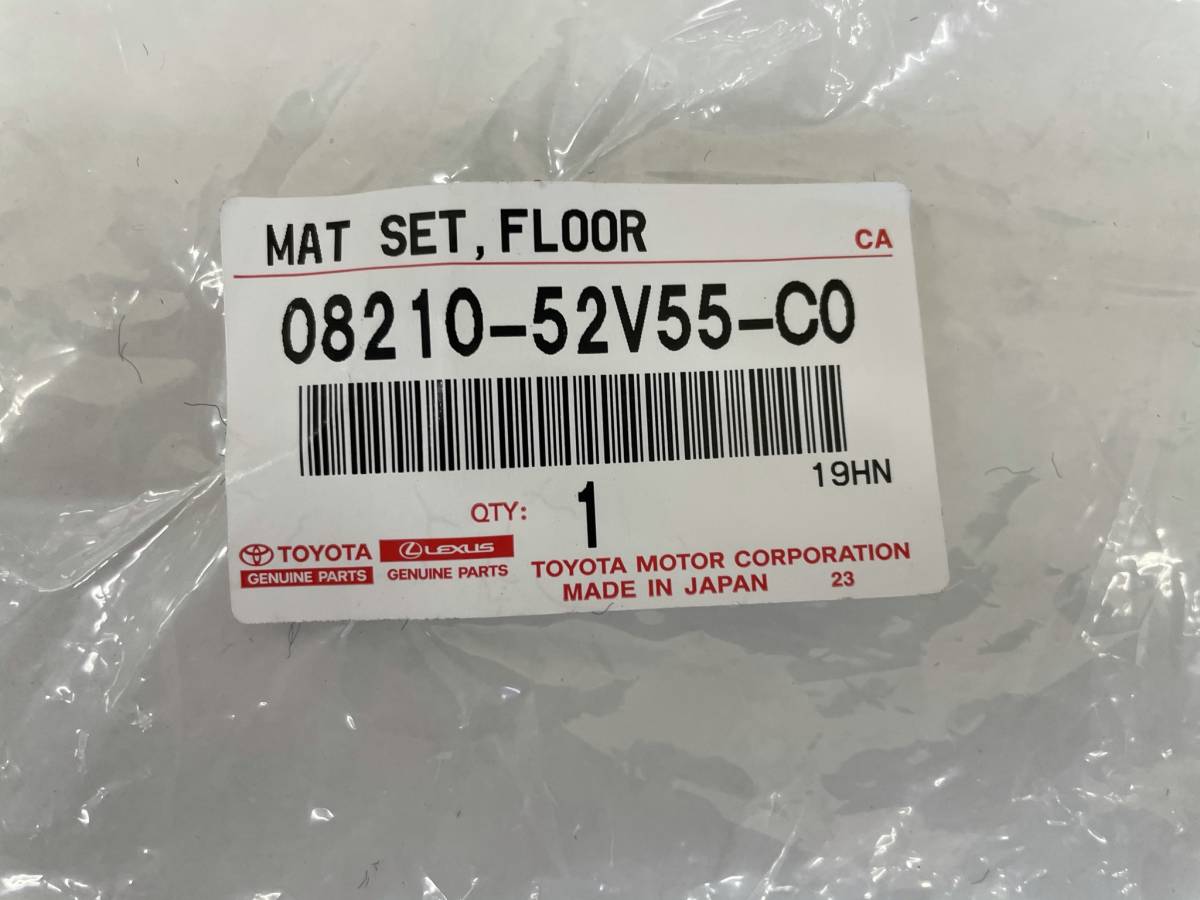 MAT SET,FLOOR CA
08210-52V55-C0
19HN
QTY: 1
TOYOTA LEXUS TOYOTA MOTOR CORPORATION
GENUINE PARTS GENUINE PARTS MADE IN JAPAN 23